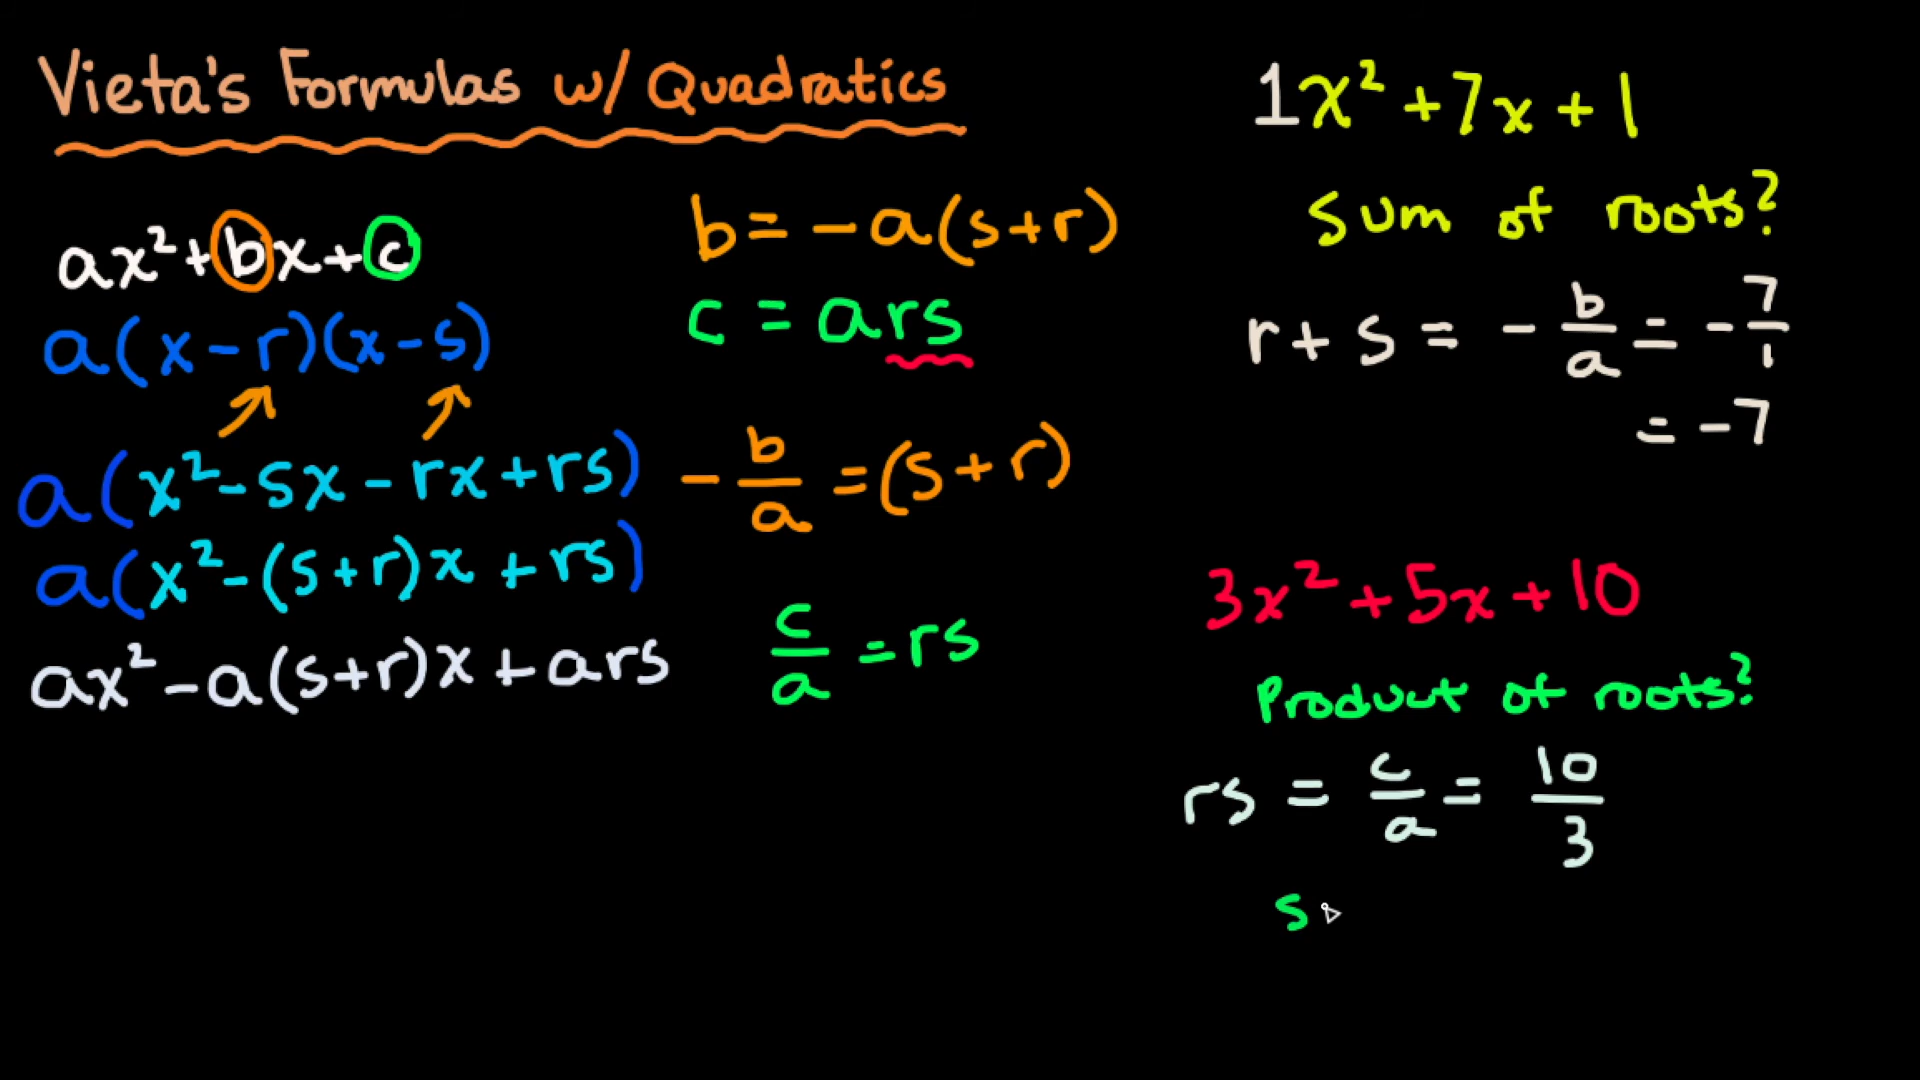 Vieta's Formulas w/ Quadratics
ax²+bx+c
a(x-r)(x-s)
a(x²-sx-rx+rs)
a(x²-(s+r)x+rs)
ax²-a(s+r)x+ars
b=-a(s+r)
c=ars
-b/a=(s+r)
c/a=rs
1x²+7x+1
Sum of roots?
r+s=-b/a=-7/1
=-7
3x²+5x+10
Product of roots?
rs=c/a=10/3
s